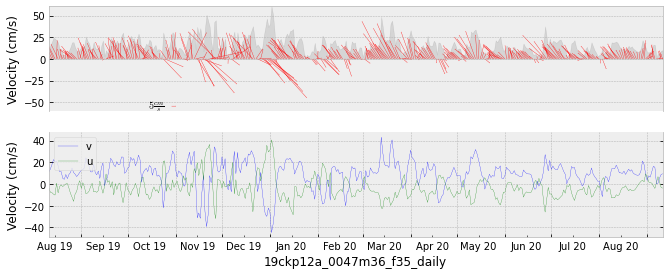 50
25
0
−25
−50
Velocity (cm/s)
5 cm/s
40
20
0
−20
−40
Velocity (cm/s)
v
u
Aug 19 Sep 19 Oct 19 Nov 19 Dec 19 Jan 20 Feb 20 Mar 20 Apr 20 May 20 Jun 20 Jul 20 Aug 20
19ckp12a_0047m36_f35_daily